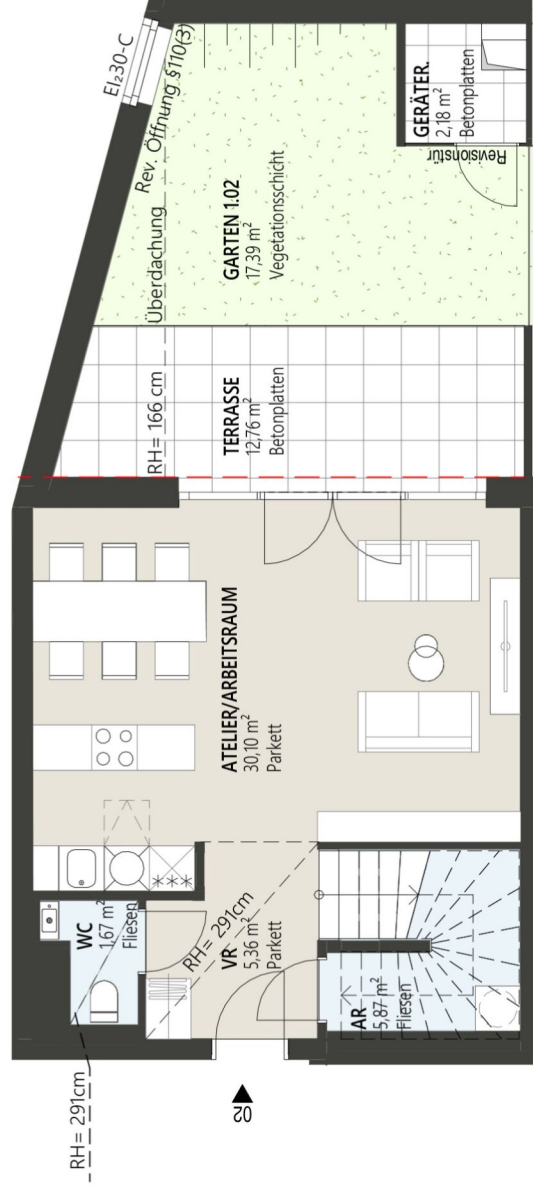 EI₂30-C
Rev. Öffnung §110(3)
GERÄTER.
2,18 m²
Betonplatten
Revisionstür
GARTEN 1.02
17,39 m²
Vegetationsschicht
Überdachung
RH= 166 cm
TERRASSE
12,76 m²
Betonplatten
ATELIER/ARBEITSRAUM
30,10 m²
Parkett
WC
1,67 m²
Fliesen
RH= 291cm
VR
5,36 m²
Parkett
AR
5,87 m²
Fliesen
RH= 291cm
02